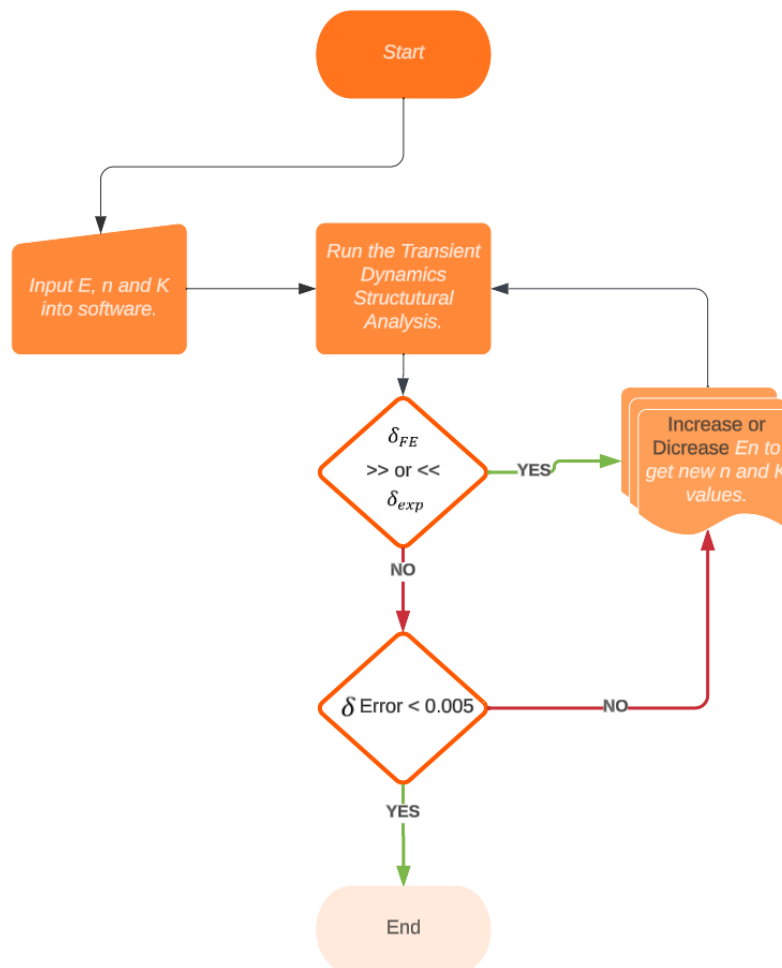 Start
Input E, n and K
into software.
Run the Transient
Dynamics
Structutural
Analysis.
δFE
>> or <<
δexp
YES
Increase or
Dicrease En to
get new n and K
values.
NO
δ Error < 0.005
NO
YES
End